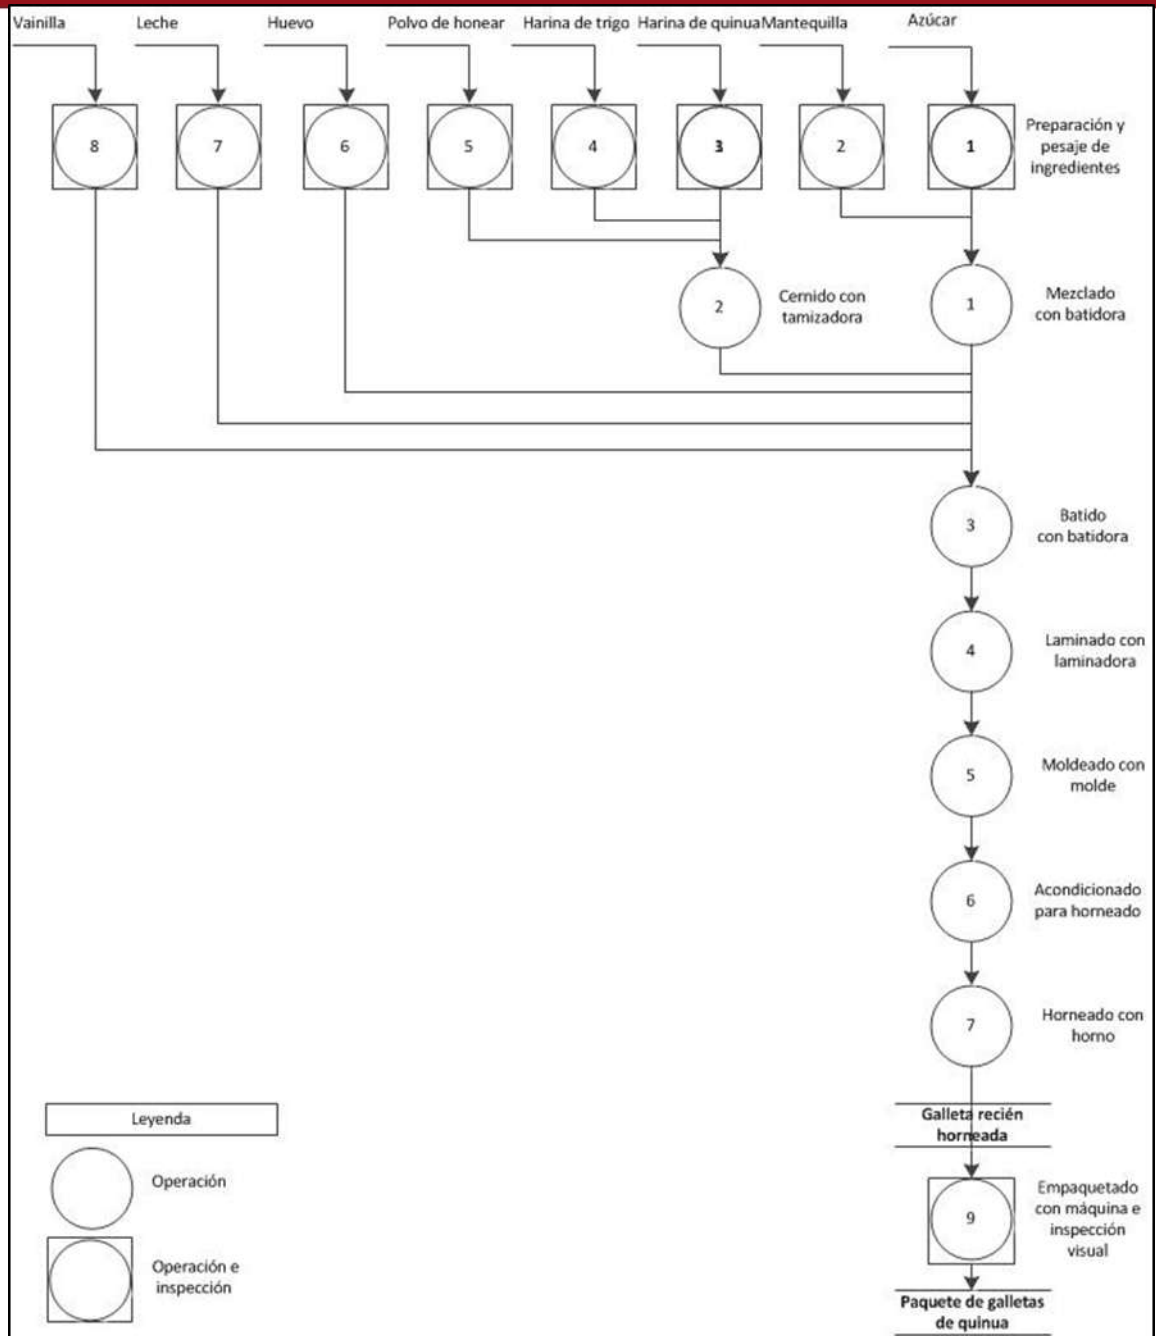 Vainilla
Leche
Huevo
Polvo de honear
Harina de trigo
Harina de quinua
Mantequilla
Azúcar
8
7
6
5
4
3
2
1
Preparación y
pesaje de
ingredientes
2
Cernido con
tamizadora
1
Mezclado
con batidora
3
Batido
con batidora
4
Laminado con
laminadora
5
Moldeado con
molde
6
Acondicionado
para horneado
7
Horneado con
horno
Galleta recién
horneada
9
Empaquetado
con máquina e
inspección
visual
Paquete de galletas
de quinua
Leyenda
Operación
Operación e
inspección